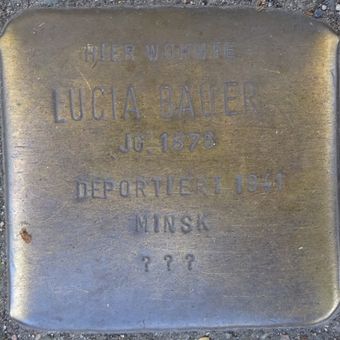 HIER WOHNTE
LUCIA BAUER
JG. 1878
DEPORTIERT 1941
MINSK
? ? ?